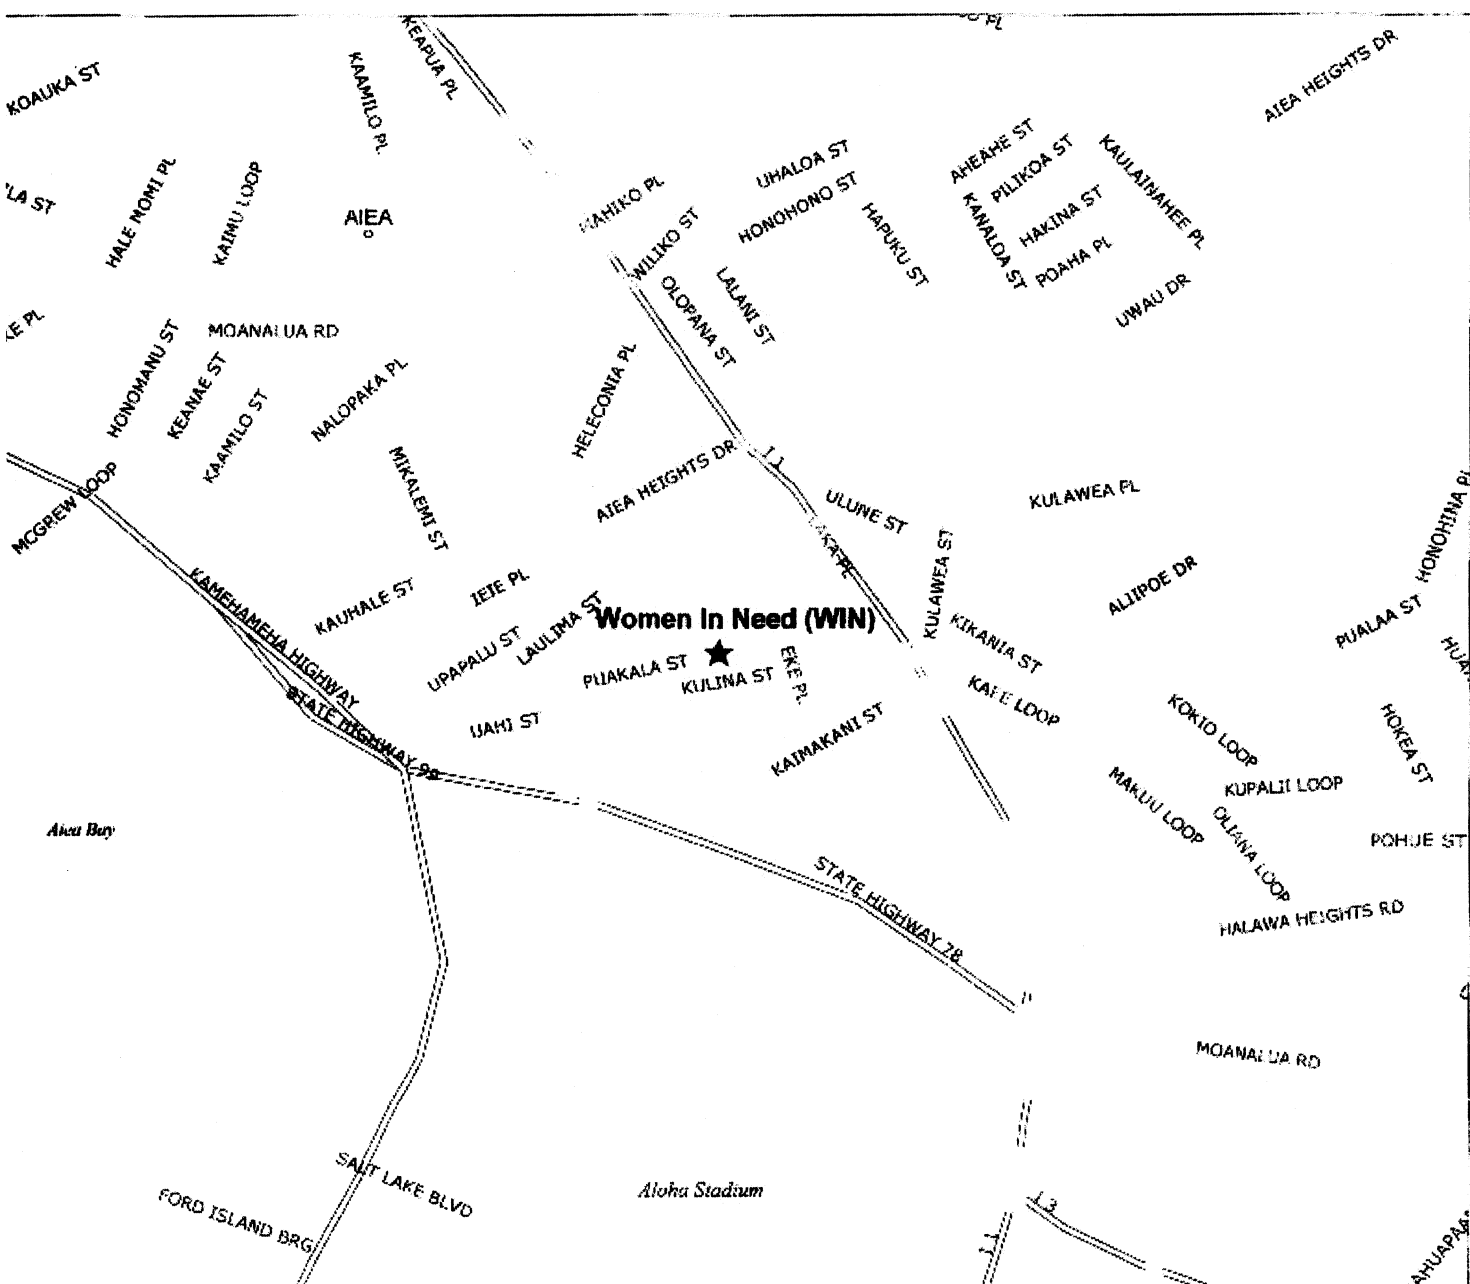 KEAPUA PL
AIEA HEIGHTS DR
KOAUKA ST
KAAMILO PL
AHEAHE ST
PILIKOA ST
KAULAINAHEE PL
UHALOA ST
HONOHONO ST
HALE MOMI PL
KAIMU LOOP
AIEA
WILIKO ST
HAPUKU ST
KANALOA ST
HAKINA ST
POAHA PL
UWAU DR
OLOPANA ST
LALANI ST
MOANALUA RD
HONOMANU ST
KEANAE ST
KAAMILO ST
NALOPAKA PL
HELECONIA PL
MIKALEMI ST
AIEA HEIGHTS DR
MCGREW LOOP
ULUNE ST
KULAWEA PL
KULAWEA ST
HONOHINA PL
ALIIPOE DR
PUALAA ST
KAMEHAMEHA HIGHWAY
KAUHALE ST
IEIE PL
LAULIMA ST
UPAPALU ST
Women In Need (WIN)
PUAKALA ST
KULINA ST
EKE PL
KIKANIA ST
STATE HIGHWAY 99
UAHI ST
KAIMAKANI ST
KOKIO LOOP
HOKEA ST
MAKUU LOOP
KUPALII LOOP
OLIANA LOOP
POHUE ST
Aiea Bay
STATE HIGHWAY 78
HALAWA HEIGHTS RD
MOANALUA RD
SALT LAKE BLVD
FORD ISLAND BRG
Aloha Stadium